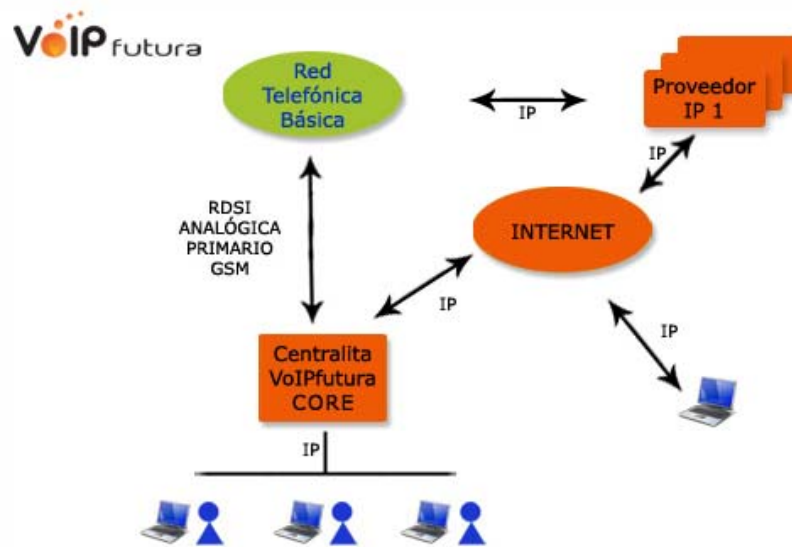 VoIP futura
Red
Telefónica
Básica
IP
Proveedor
IP 1
IP
RDSI
ANALÓGICA
PRIMARIO
GSM
INTERNET
IP
IP
Centralita
VoIPfutura
CORE
IP